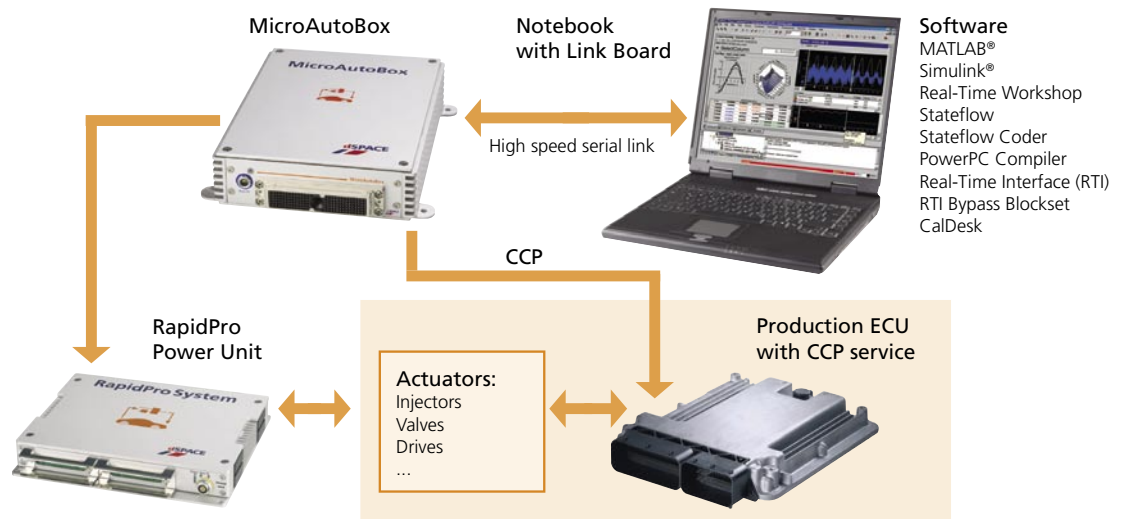 MicroAutoBox
Notebook
with Link Board
Software
MATLAB®
Simulink®
Real-Time Workshop
Stateflow
Stateflow Coder
PowerPC Compiler
Real-Time Interface (RTI)
RTI Bypass Blockset
CalDesk
MicroAutoBox
dSPACE
High speed serial link
CCP
RapidPro
Power Unit
RapidPro System
dSPACE
Actuators:
Injectors
Valves
Drives
...
Production ECU
with CCP service